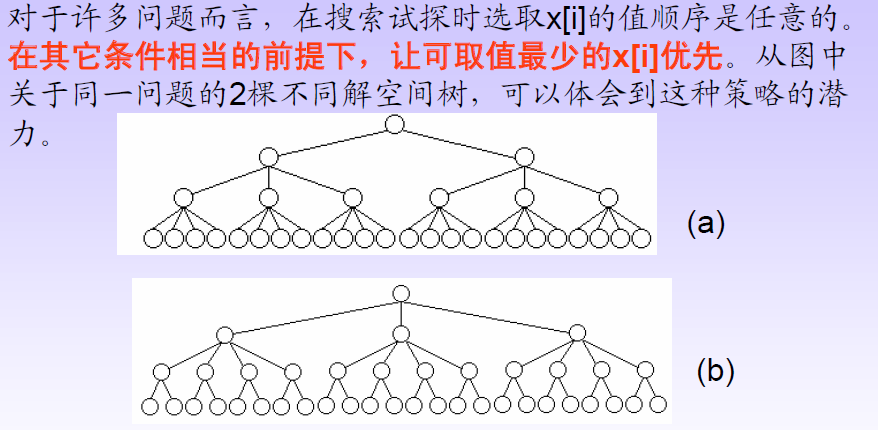 对于许多问题而言，在搜索试探时选取x[i]的值顺序是任意的。
在其它条件相当的前提下，让可取值最少的x[i]优先。从图中
关于同一问题的2棵不同解空间树，可以体会到这种策略的潜
力。
(a)
(b)